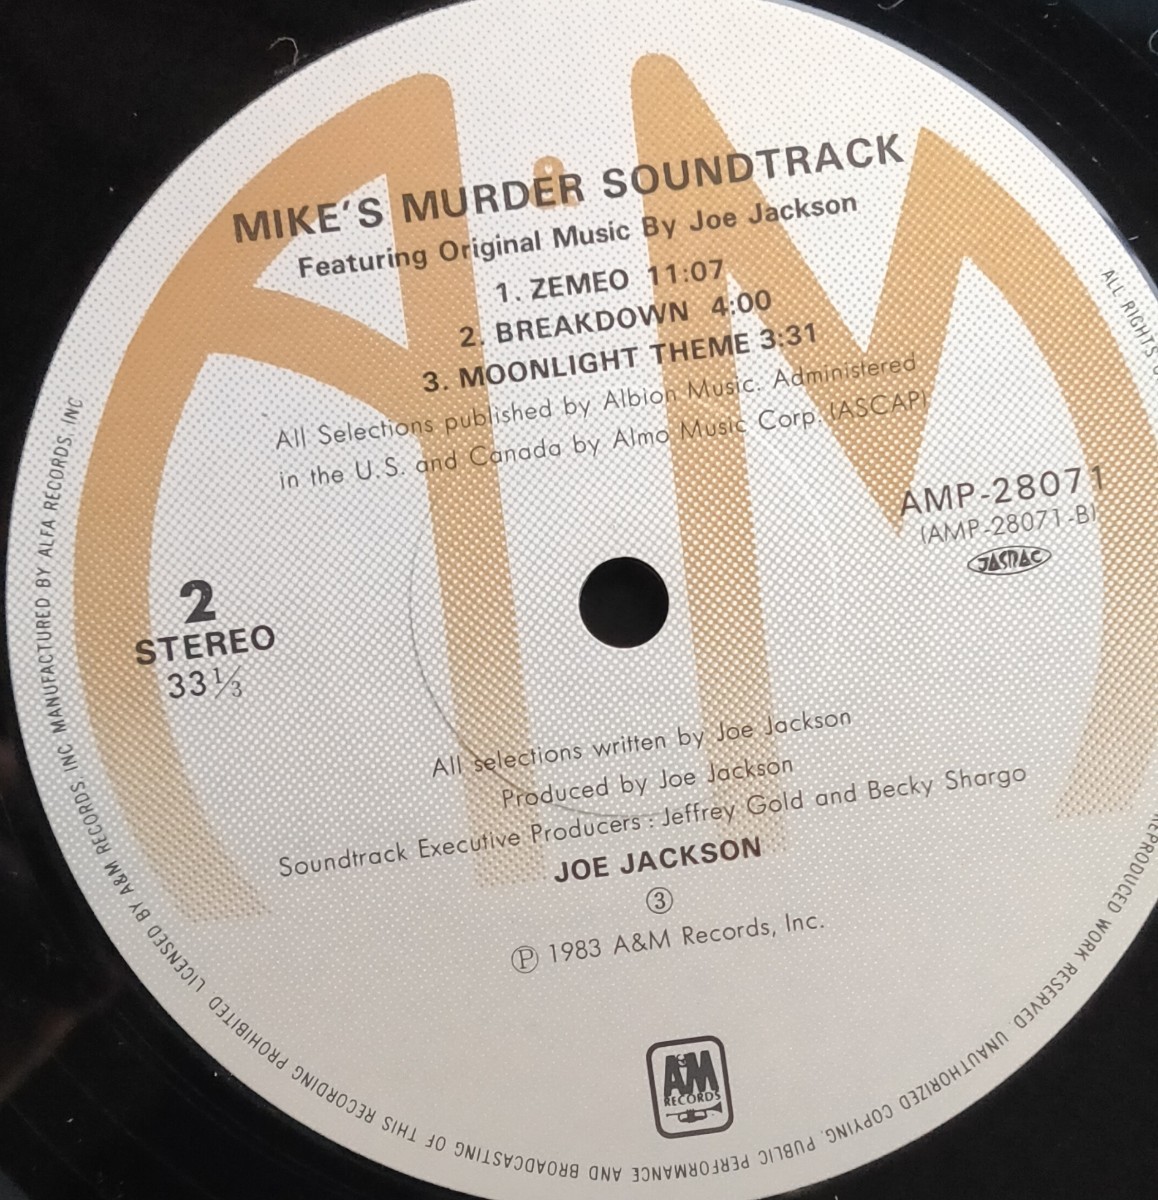 MIKE'S MURDER SOUNDTRACK
Featuring Original Music By Joe Jackson
1. ZEMEO 11:07
2. BREAKDOWN 4:00
3. MOONLIGHT THEME 3:31
All Selections published by Albion Music. Administered
in the U.S. and Canada by Almo Music Corp. (ASCAP)
AMP-28071
(AMP-28071-B)
JASRAC
2
STEREO
33 1/3
All selections written by Joe Jackson
Produced by Joe Jackson
Soundtrack Executive Producers : Jeffrey Gold and Becky Shargo
JOE JACKSON
③
Ⓟ 1983 A&M Records, Inc.
A&M
RECORDS
ALL RIGHTS
REPRODUCED WORK RESERVED. UNAUTHORIZED COPYING. PUBLIC PERFORMANCE AND BROADCASTING OF THIS RECORDING PROHIBITED. LICENSED BY A&M RECORDS, INC. MANUFACTURED BY ALFA RECORDS, INC